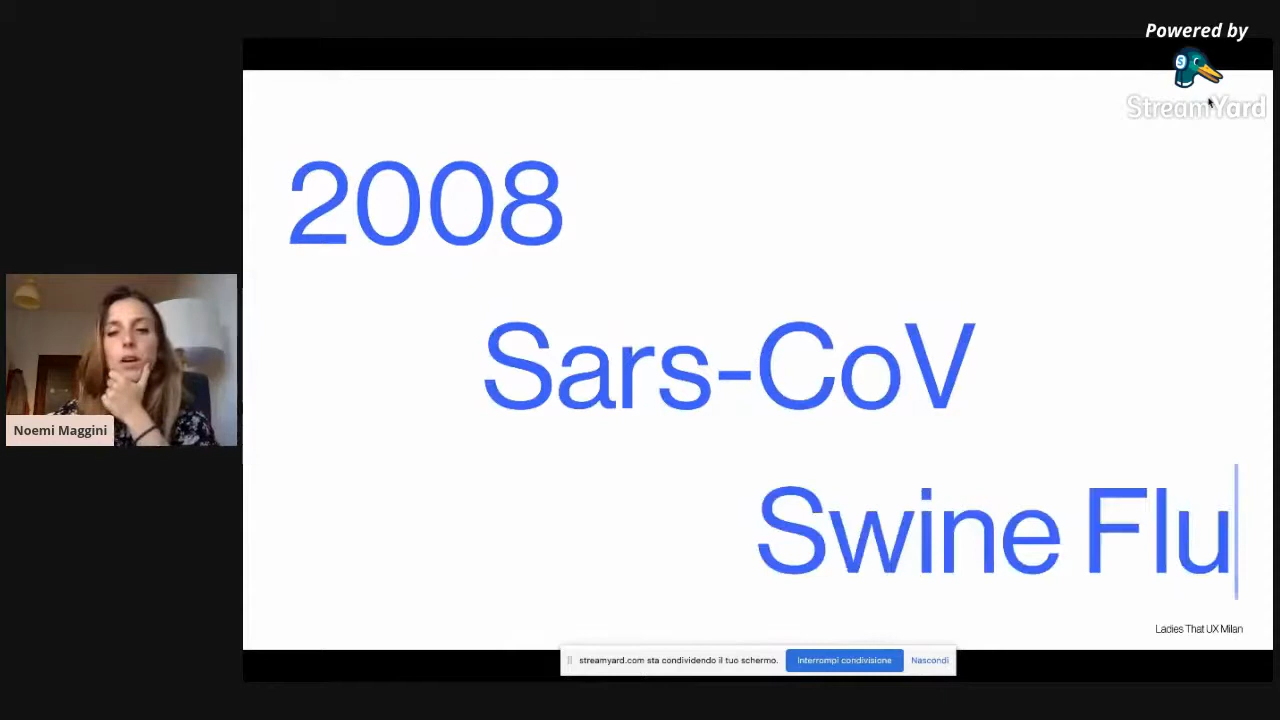 Powered by
S
StreamYard
2008
Sars-CoV
Noemi Maggini
Swine Flu
Ladies That UX Milan
streamyard.com sta condividendo il tuo schermo.
Interrompi condivisione
Nascondi